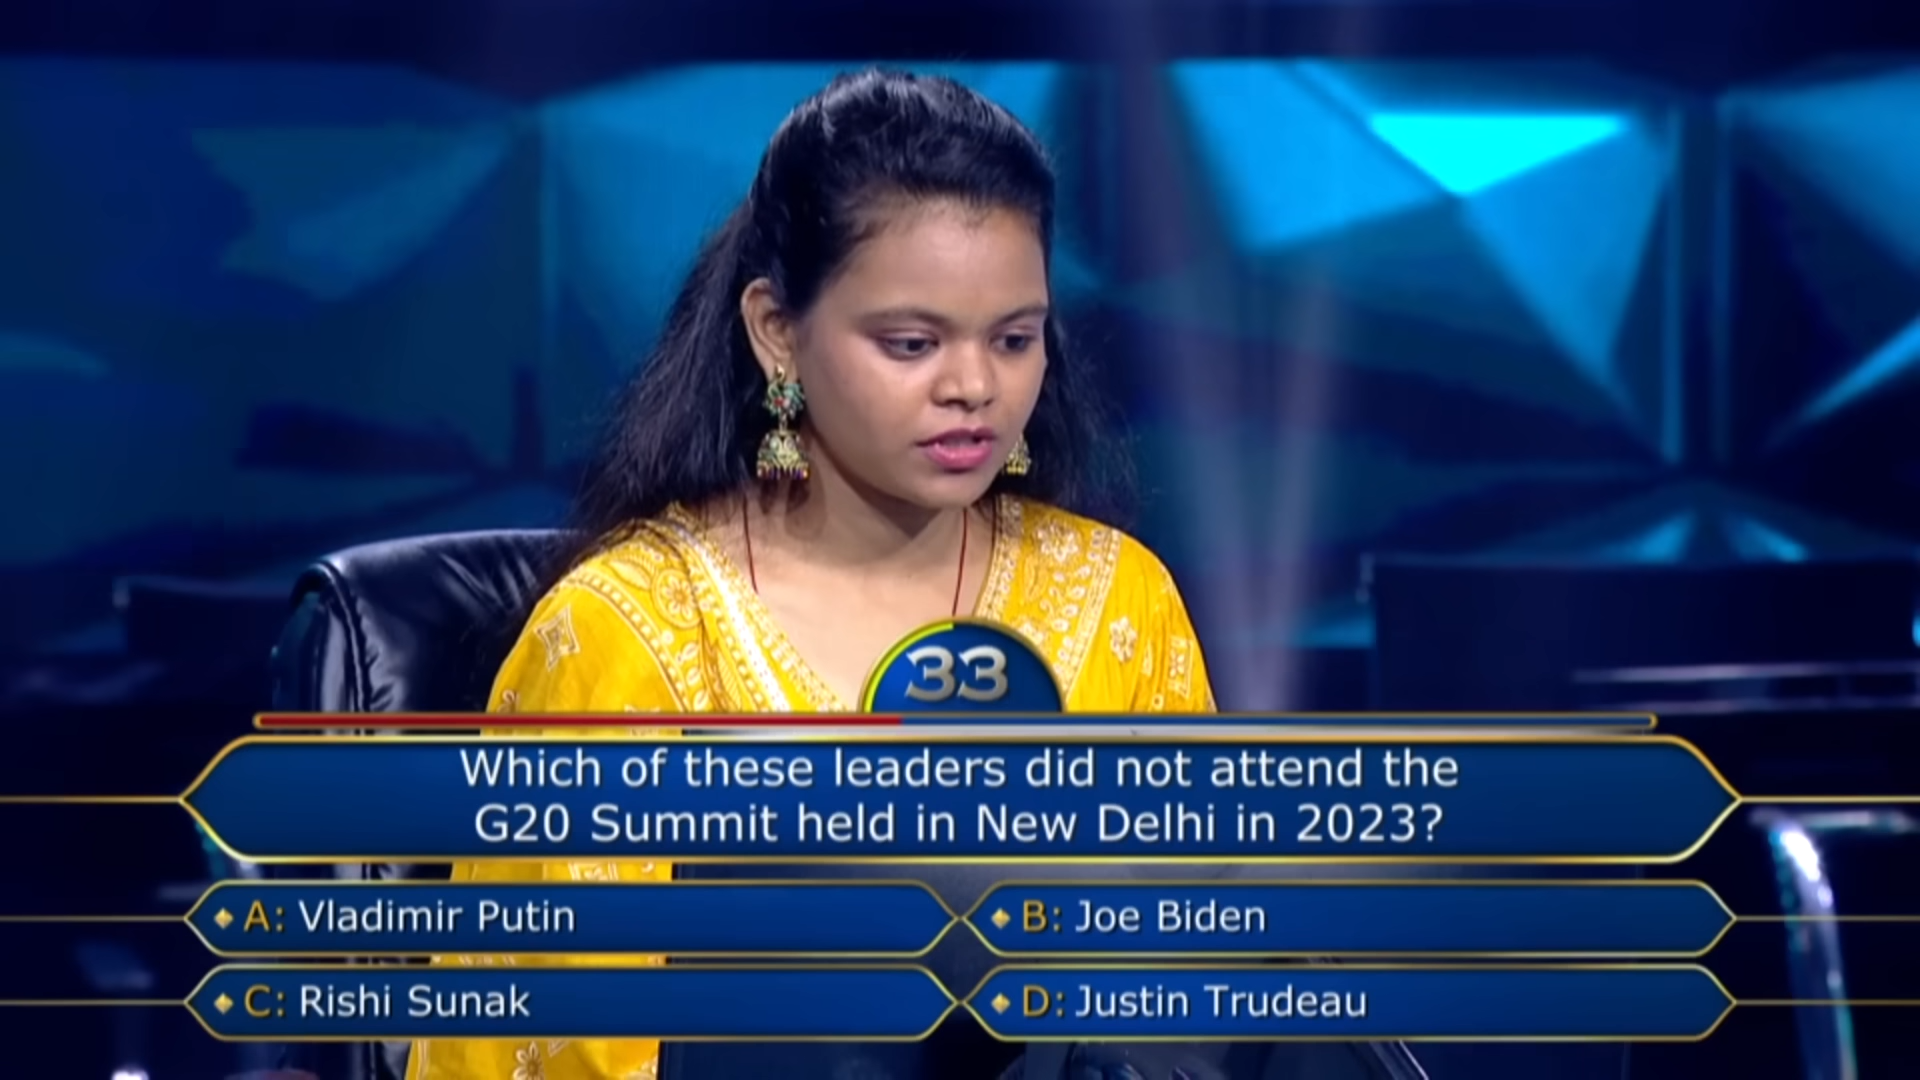 33
Which of these leaders did not attend the
G20 Summit held in New Delhi in 2023?
A: Vladimir Putin
B: Joe Biden
C: Rishi Sunak
D: Justin Trudeau